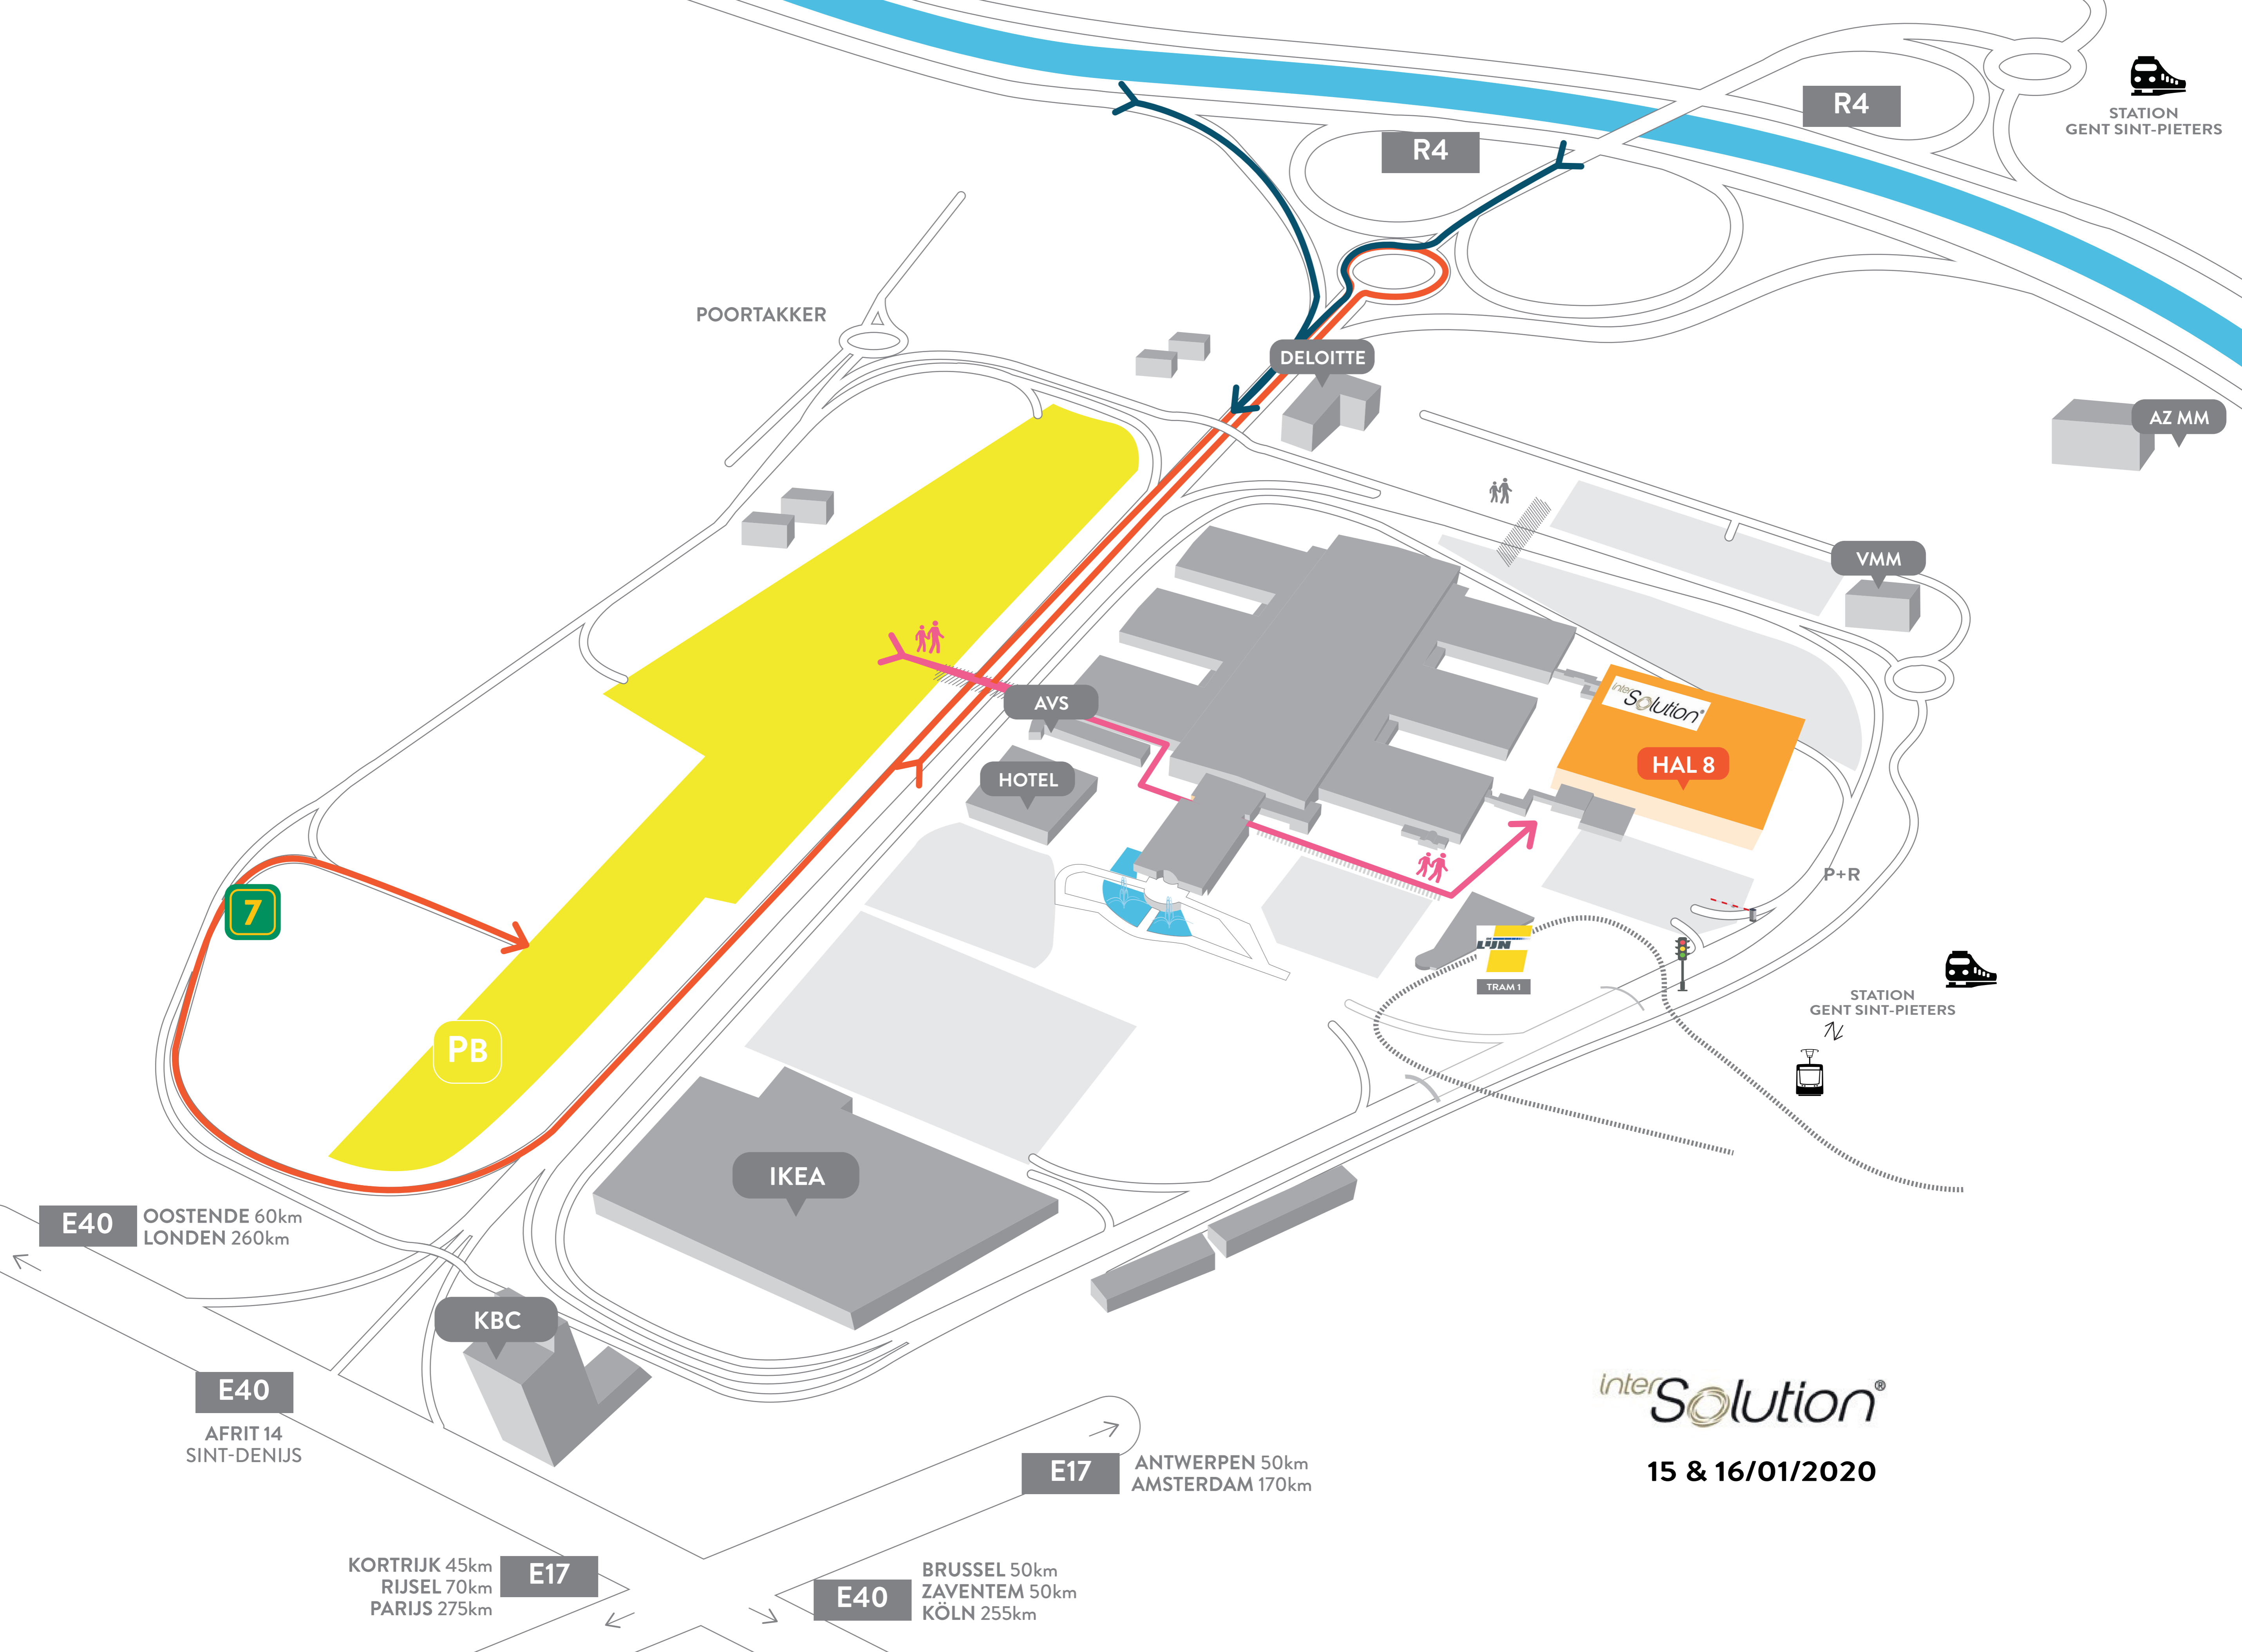 R4
STATION
GENT SINT-PIETERS
R4
POORTAKKER
DELOITTE
AZ MM
VMM
interSolution®
AVS
HAL 8
HOTEL
P+R
7
LIJN
TRAM 1
STATION
GENT SINT-PIETERS
PB
IKEA
E40
OOSTENDE 60km
LONDEN 260km
KBC
E40
AFRIT 14
SINT-DENIJS
interSolution®
15 & 16/01/2020
E17
ANTWERPEN 50km
AMSTERDAM 170km
KORTRIJK 45km
RIJSEL 70km
PARIJS 275km
E17
E40
BRUSSEL 50km
ZAVENTEM 50km
KÖLN 255km